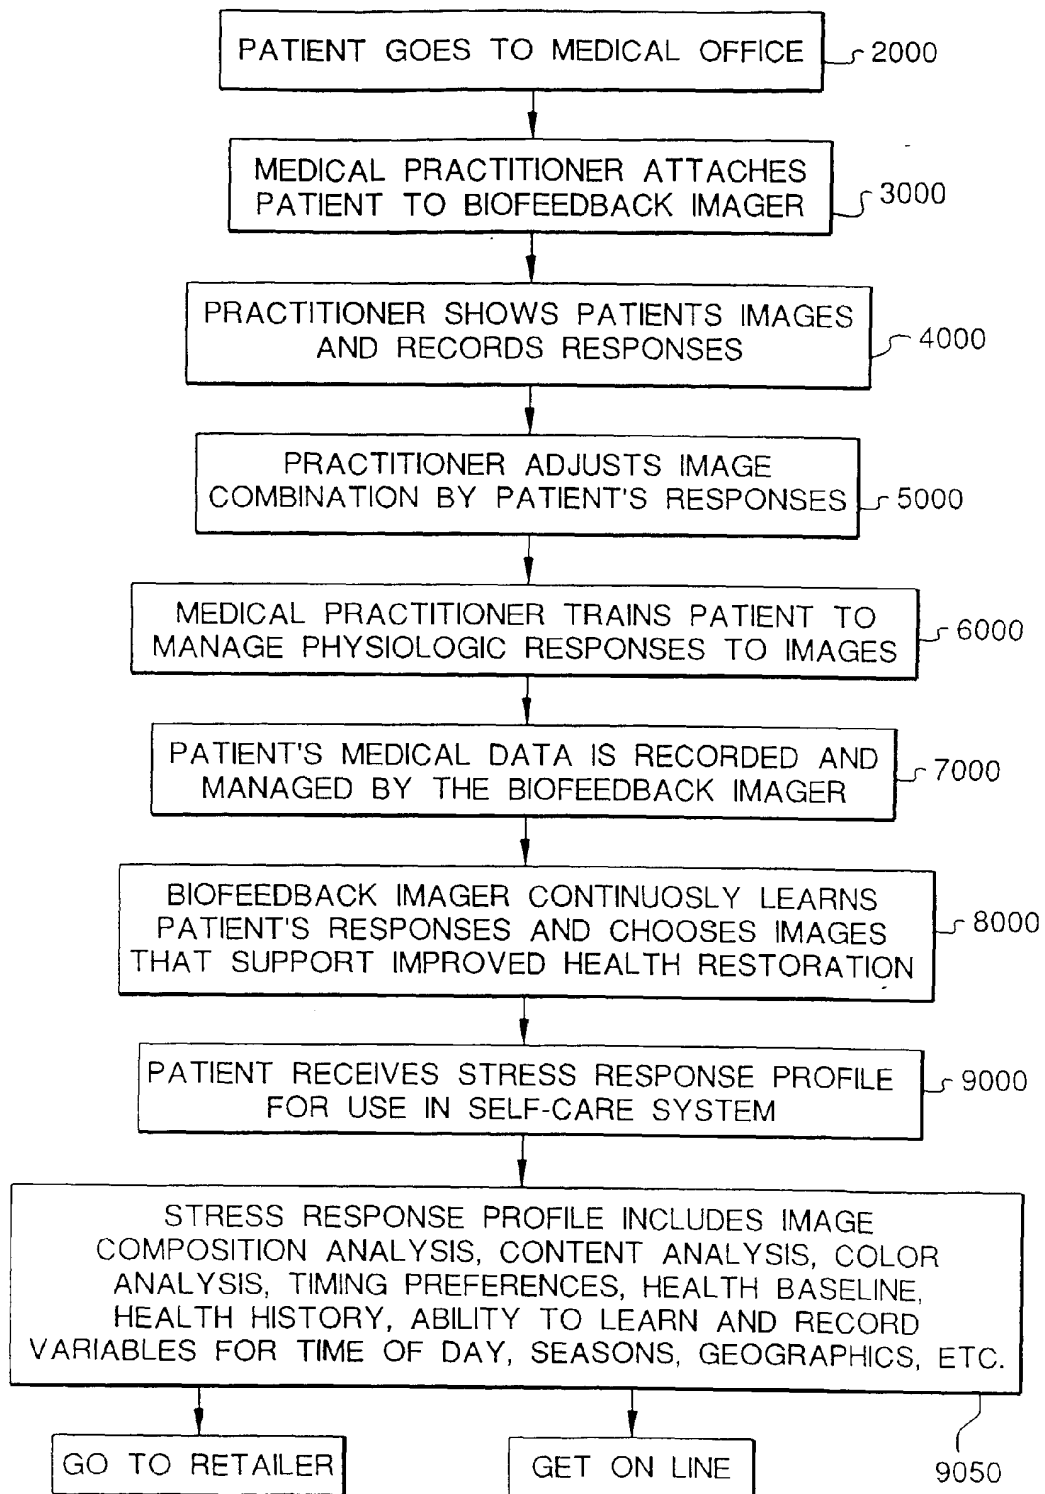 PATIENT GOES TO MEDICAL OFFICE
2000
MEDICAL PRACTITIONER ATTACHES
PATIENT TO BIOFEEDBACK IMAGER
3000
PRACTITIONER SHOWS PATIENTS IMAGES
AND RECORDS RESPONSES
4000
PRACTITIONER ADJUSTS IMAGE
COMBINATION BY PATIENT'S RESPONSES
5000
MEDICAL PRACTITIONER TRAINS PATIENT TO
MANAGE PHYSIOLOGIC RESPONSES TO IMAGES
6000
PATIENT'S MEDICAL DATA IS RECORDED AND
MANAGED BY THE BIOFEEDBACK IMAGER
7000
BIOFEEDBACK IMAGER CONTINUOSLY LEARNS
PATIENT'S RESPONSES AND CHOOSES IMAGES
THAT SUPPORT IMPROVED HEALTH RESTORATION
8000
PATIENT RECEIVES STRESS RESPONSE PROFILE
FOR USE IN SELF-CARE SYSTEM
9000
STRESS RESPONSE PROFILE INCLUDES IMAGE
COMPOSITION ANALYSIS, CONTENT ANALYSIS, COLOR
ANALYSIS, TIMING PREFERENCES, HEALTH BASELINE,
HEALTH HISTORY, ABILITY TO LEARN AND RECORD
VARIABLES FOR TIME OF DAY, SEASONS, GEOGRAPHICS, ETC.
9050
GO TO RETAILER
GET ON LINE